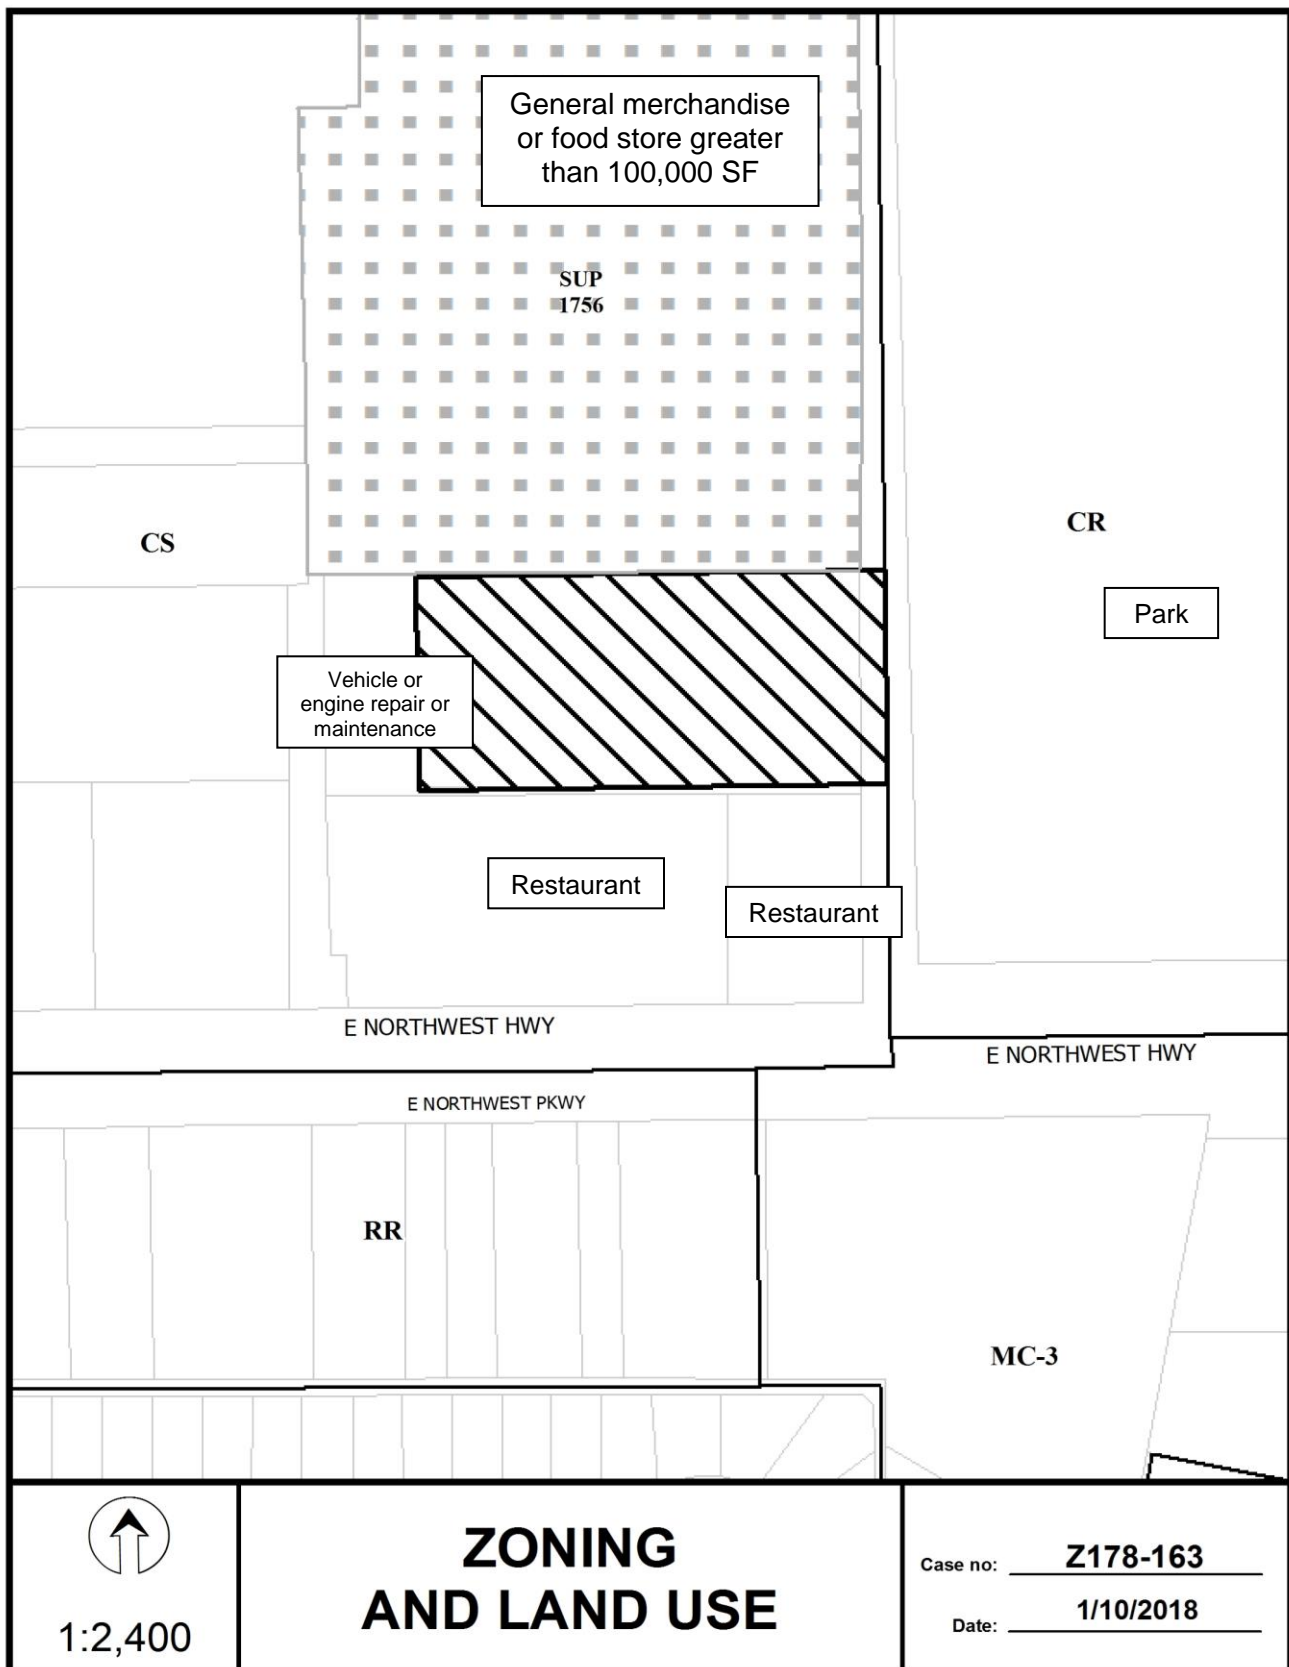 General merchandise
or food store greater
than 100,000 SF
SUP
1756
CS
CR
Park
Vehicle or
engine repair or
maintenance
Restaurant
Restaurant
E NORTHWEST HWY
E NORTHWEST HWY
E NORTHWEST PKWY
RR
MC-3
1:2,400
ZONING
AND LAND USE
Case no: Z178-163
Date: 1/10/2018